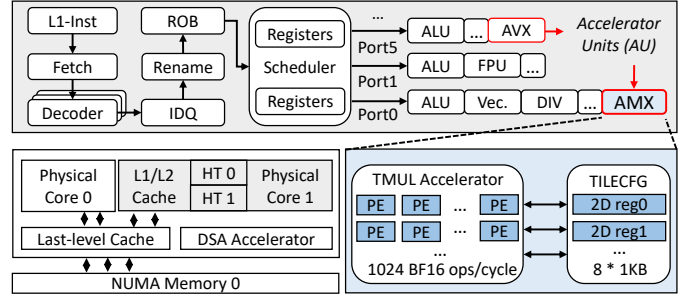 L1-Inst
Fetch
Decoder
ROB
Rename
IDQ
Registers
Scheduler
Registers
...
Port5
Port1
Port0
ALU ... AVX
ALU FPU ...
ALU Vec. DIV ... AMX
Accelerator
Units (AU)
Physical
Core 0
L1/L2
Cache
HT 0
HT 1
Physical
Core 1
Last-level Cache
DSA Accelerator
NUMA Memory 0
TMUL Accelerator
PE PE ... PE
PE PE ... PE
...
1024 BF16 ops/cycle
TILECFG
2D reg0
2D reg1
...
8 * 1KB